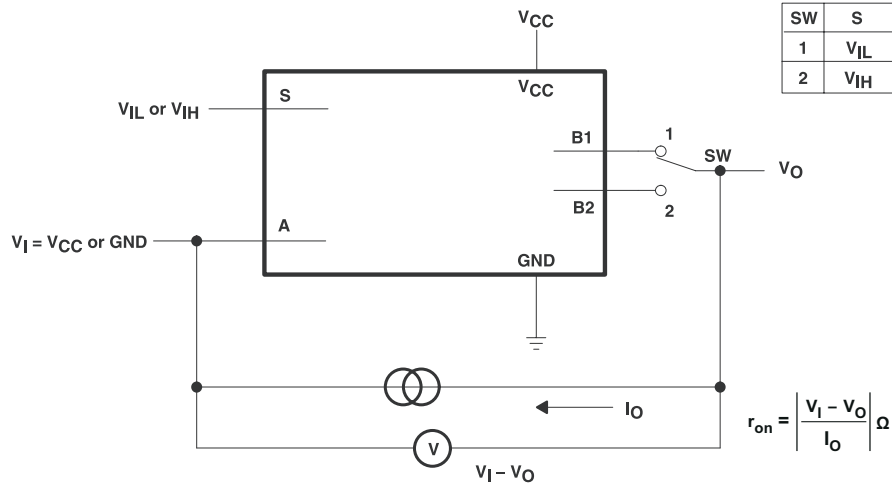 VCC
SW S
1 VIL
2 VIH
VCC
S
VIL or VIH
B1
1
SW
VO
B2
2
A
VI = VCC or GND
GND
IO
V
VI – VO
ron = | VI – VO / IO | Ω